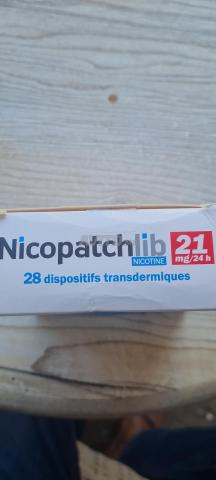 Nicopatchlib 21
mg/24 h
NICOTINE
28 dispositifs transdermiques